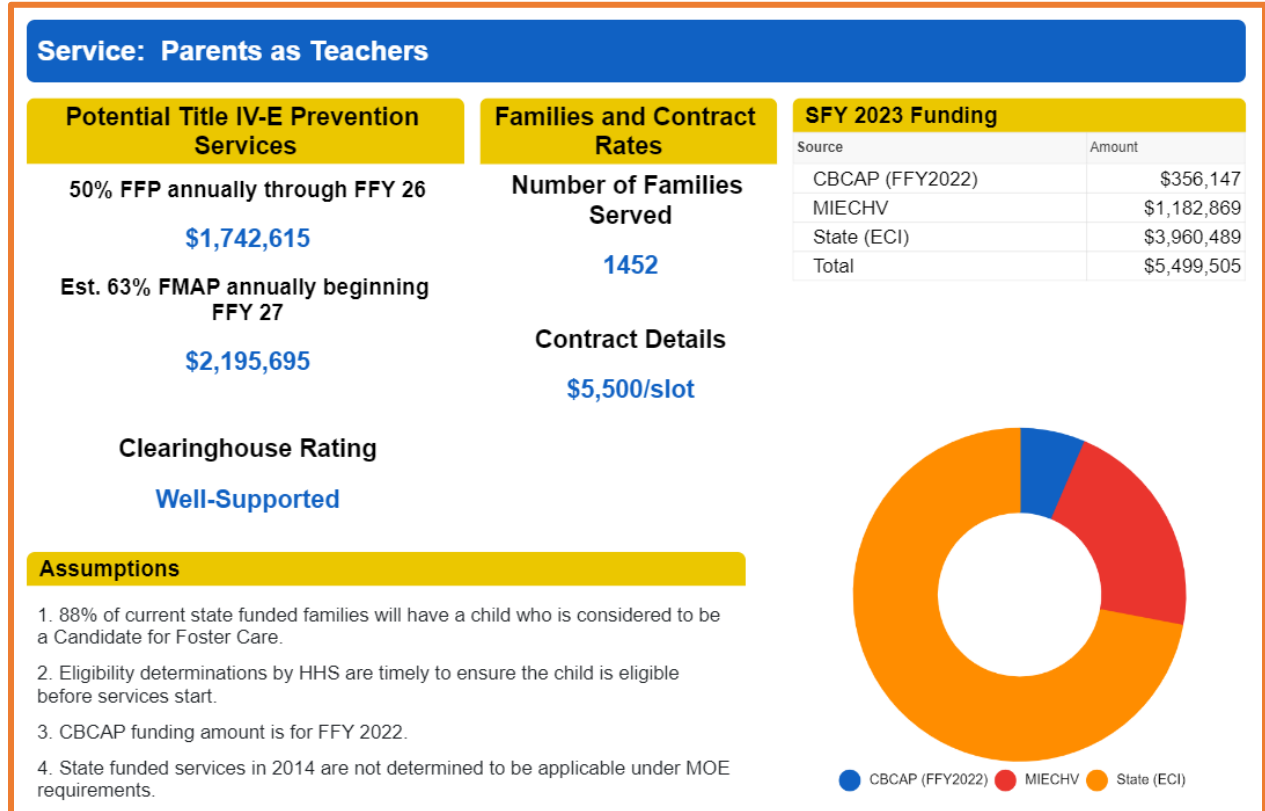 Service:  Parents as Teachers
Potential Title IV-E Prevention
Services
50% FFP annually through FFY 26
$1,742,615
Est. 63% FMAP annually beginning
FFY 27
$2,195,695
Clearinghouse Rating
Well-Supported
Families and Contract
Rates
Number of Families
Served
1452
Contract Details
$5,500/slot
SFY 2023 Funding
Source Amount
CBCAP (FFY2022) $356,147
MIECHV $1,182,869
State (ECI) $3,960,489
Total $5,499,505
CBCAP (FFY2022) MIECHV State (ECI)
Assumptions
1. 88% of current state funded families will have a child who is considered to be
a Candidate for Foster Care.
2. Eligibility determinations by HHS are timely to ensure the child is eligible
before services start.
3. CBCAP funding amount is for FFY 2022.
4. State funded services in 2014 are not determined to be applicable under MOE
requirements.